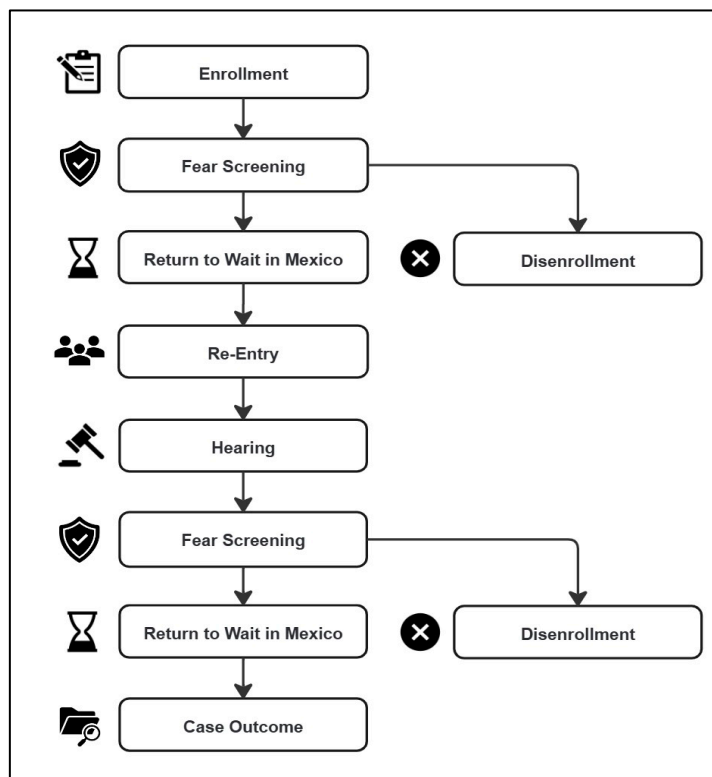 Enrollment
Fear Screening
Return to Wait in Mexico
Disenrollment
Re-Entry
Hearing
Fear Screening
Return to Wait in Mexico
Disenrollment
Case Outcome